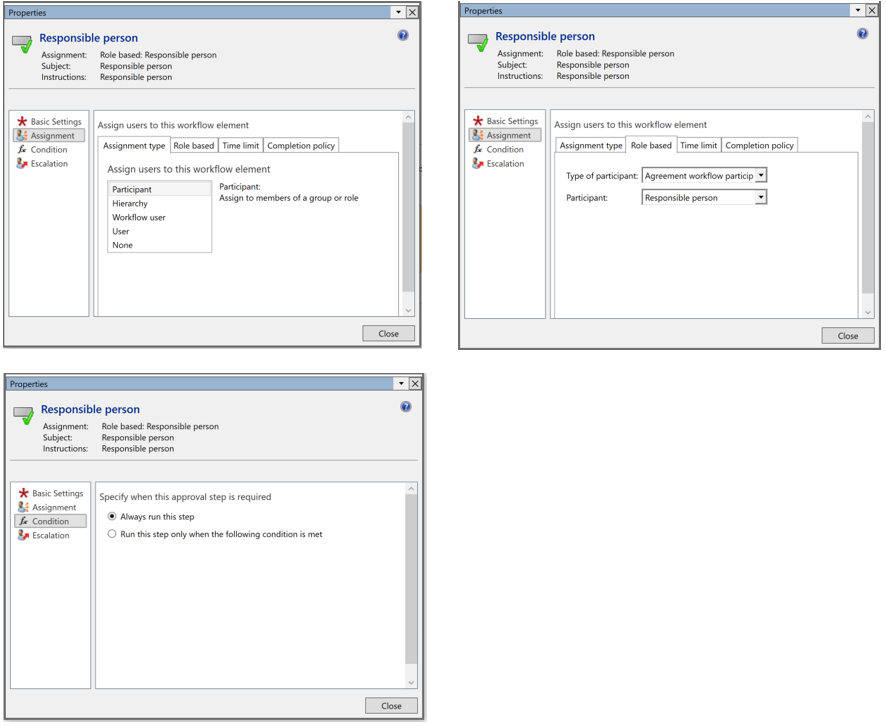 Properties
Responsible person
Assignment: Role based: Responsible person
Subject: Responsible person
Instructions: Responsible person
Basic Settings
Assignment
Condition
Escalation
Assign users to this workflow element
Assignment type Role based Time limit Completion policy
Assign users to this workflow element
Participant
Hierarchy
Workflow user
User
None
Participant:
Assign to members of a group or role
Close
Properties
Responsible person
Assignment: Role based: Responsible person
Subject: Responsible person
Instructions: Responsible person
Basic Settings
Assignment
Condition
Escalation
Assign users to this workflow element
Assignment type Role based Time limit Completion policy
Type of participant: Agreement workflow particip
Participant: Responsible person
Close
Properties
Responsible person
Assignment: Role based: Responsible person
Subject: Responsible person
Instructions: Responsible person
Basic Settings
Assignment
Condition
Escalation
Specify when this approval step is required
Always run this step
Run this step only when the following condition is met
Close